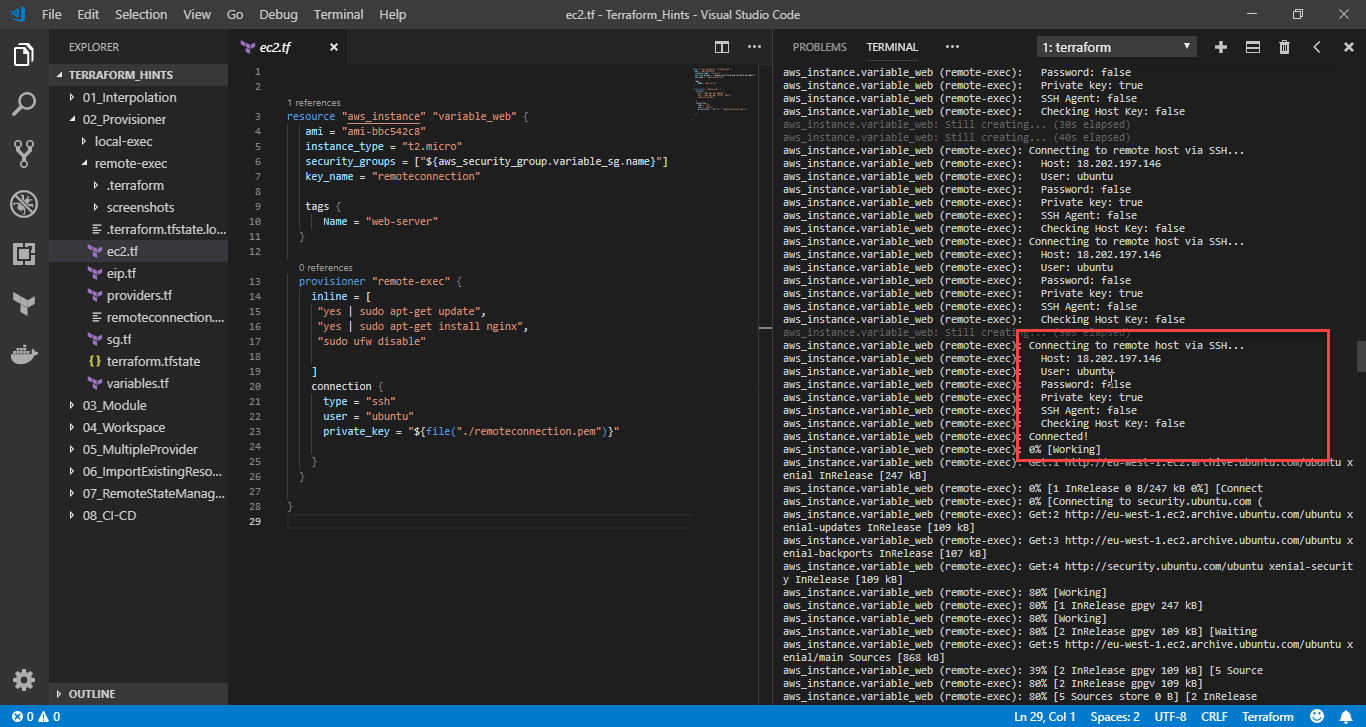 File Edit Selection View Go Debug Terminal Help
ec2.tf - Terraform_Hints - Visual Studio Code
EXPLORER
TERRAFORM_HINTS
01_Interpolation
02_Provisioner
local-exec
remote-exec
.terraform
screenshots
.terraform.tfstate.lo...
ec2.tf
eip.tf
providers.tf
remoteconnection....
sg.tf
terraform.tfstate
variables.tf
03_Module
04_Workspace
05_MultipleProvider
06_ImportExistingReso...
07_RemoteStateManag...
08_CI-CD
OUTLINE
ec2.tf
1
2
1 references
3 resource "aws_instance" "variable_web" {
4 ami = "ami-bbc542c8"
5 instance_type = "t2.micro"
6 security_groups = ["${aws_security_group.variable_sg.name}"]
7 key_name = "remoteconnection"
8
9 tags {
10 Name = "web-server"
11 }
12
0 references
13 provisioner "remote-exec" {
14 inline = [
15 "yes | sudo apt-get update",
16 "yes | sudo apt-get install nginx",
17 "sudo ufw disable"
18
19 ]
20 connection {
21 type = "ssh"
22 user = "ubuntu"
23 private_key = "${file("./remoteconnection.pem")}"
24
25 }
26 }
27
28 }
29
PROBLEMS TERMINAL ... 1: terraform
aws_instance.variable_web (remote-exec):   Password: false
aws_instance.variable_web (remote-exec):   Private key: true
aws_instance.variable_web (remote-exec):   SSH Agent: false
aws_instance.variable_web (remote-exec):   Checking Host Key: false
aws_instance.variable_web: Still creating... (30s elapsed)
aws_instance.variable_web: Still creating... (40s elapsed)
aws_instance.variable_web (remote-exec): Connecting to remote host via SSH...
aws_instance.variable_web (remote-exec):   Host: 18.202.197.146
aws_instance.variable_web (remote-exec):   User: ubuntu
aws_instance.variable_web (remote-exec):   Password: false
aws_instance.variable_web (remote-exec):   Private key: true
aws_instance.variable_web (remote-exec):   SSH Agent: false
aws_instance.variable_web (remote-exec):   Checking Host Key: false
aws_instance.variable_web (remote-exec): Connecting to remote host via SSH...
aws_instance.variable_web (remote-exec):   Host: 18.202.197.146
aws_instance.variable_web (remote-exec):   User: ubuntu
aws_instance.variable_web (remote-exec):   Password: false
aws_instance.variable_web (remote-exec):   Private key: true
aws_instance.variable_web (remote-exec):   SSH Agent: false
aws_instance.variable_web (remote-exec):   Checking Host Key: false
aws_instance.variable_web: Still creating... (50s elapsed)
aws_instance.variable_web (remote-exec): Connecting to remote host via SSH...
aws_instance.variable_web (remote-exec):   Host: 18.202.197.146
aws_instance.variable_web (remote-exec):   User: ubuntu
aws_instance.variable_web (remote-exec):   Password: false
aws_instance.variable_web (remote-exec):   Private key: true
aws_instance.variable_web (remote-exec):   SSH Agent: false
aws_instance.variable_web (remote-exec):   Checking Host Key: false
aws_instance.variable_web (remote-exec): Connected!
aws_instance.variable_web (remote-exec): 0% [Working]
aws_instance.variable_web (remote-exec): Get:1 http://eu-west-1.ec2.archive.ubuntu.com/ubuntu x
enial InRelease [247 kB]
aws_instance.variable_web (remote-exec): 0% [1 InRelease 0 B/247 kB 0%] [Connect
aws_instance.variable_web (remote-exec): 0% [Connecting to security.ubuntu.com (
aws_instance.variable_web (remote-exec): Get:2 http://eu-west-1.ec2.archive.ubuntu.com/ubuntu x
enial-updates InRelease [109 kB]
aws_instance.variable_web (remote-exec): Get:3 http://eu-west-1.ec2.archive.ubuntu.com/ubuntu x
enial-backports InRelease [107 kB]
aws_instance.variable_web (remote-exec): Get:4 http://security.ubuntu.com/ubuntu xenial-securit
y InRelease [109 kB]
aws_instance.variable_web (remote-exec): 80% [Working]
aws_instance.variable_web (remote-exec): 80% [1 InRelease gpgv 247 kB]
aws_instance.variable_web (remote-exec): 80% [Working]
aws_instance.variable_web (remote-exec): 80% [2 InRelease gpgv 109 kB] [Waiting
aws_instance.variable_web (remote-exec): Get:5 http://eu-west-1.ec2.archive.ubuntu.com/ubuntu x
enial/main Sources [868 kB]
aws_instance.variable_web (remote-exec): 39% [2 InRelease gpgv 109 kB] [5 Source
aws_instance.variable_web (remote-exec): 80% [2 InRelease gpgv 109 kB]
aws_instance.variable_web (remote-exec): 80% [5 Sources store 0 B] [2 InRelease
0 0 Ln 29, Col 1 Spaces: 2 UTF-8 CRLF Terraform